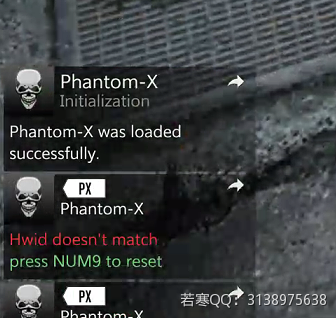 Phantom-X
Initialization
Phantom-X was loaded
successfully.
PX
Phantom-X
Hwid doesn't match
press NUM9 to reset
PX
Phantom-X
若寒QQ：3138975638